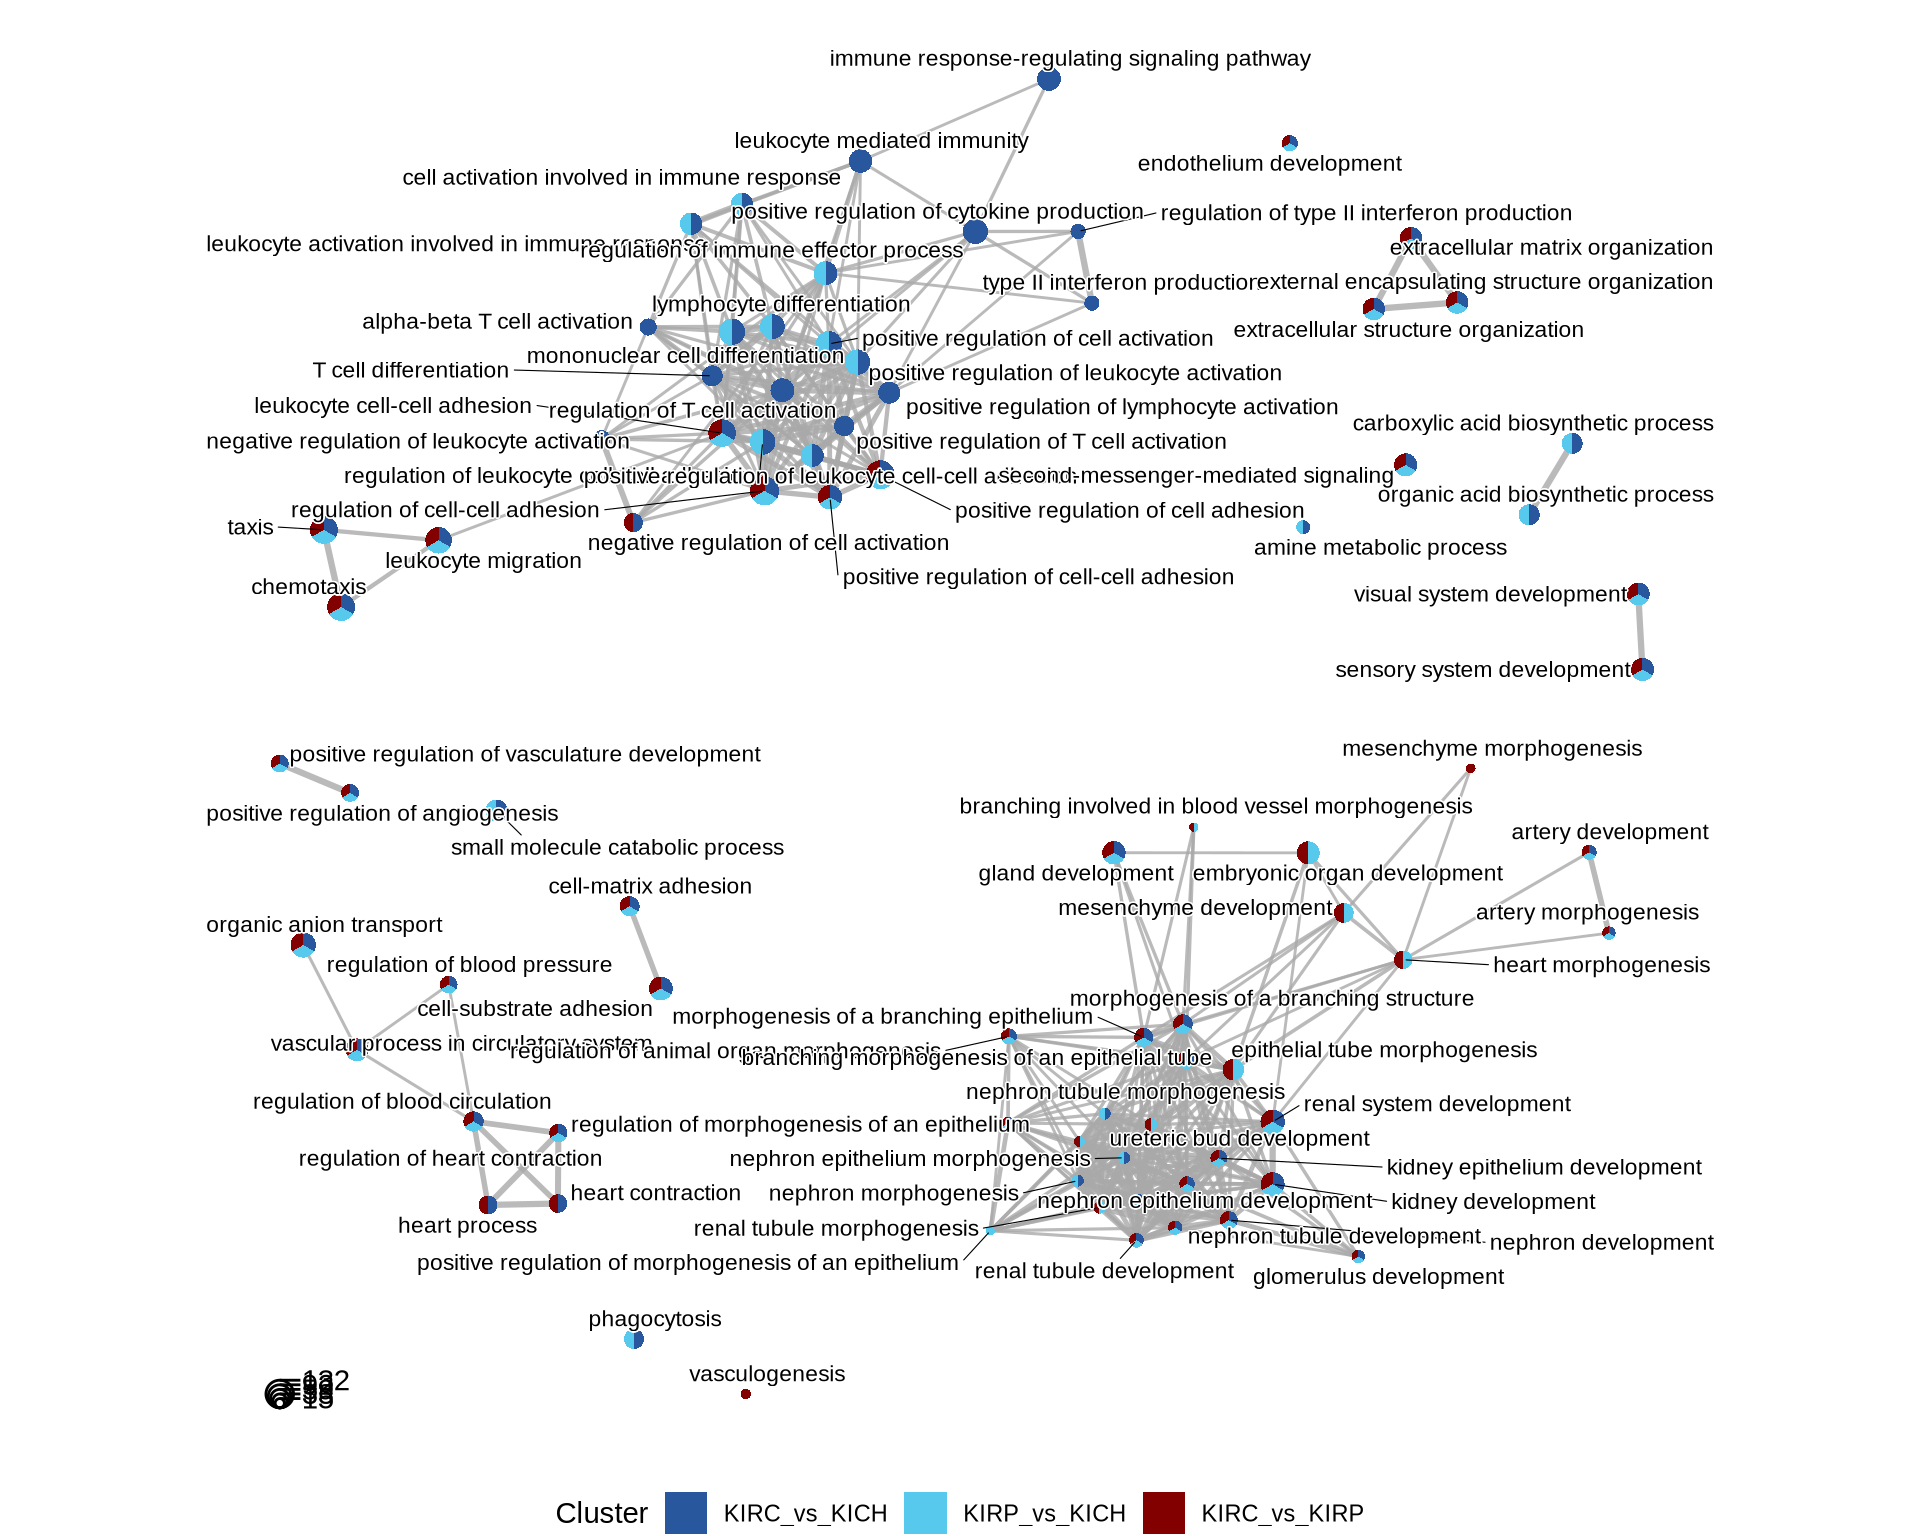 immune response-regulating signaling pathway
leukocyte mediated immunity
endothelium development
cell activation involved in immune response
positive regulation of cytokine production
regulation of type II interferon production
leukocyte activation involved in immune response
regulation of immune effector process
extracellular matrix organization
type II interferon production
external encapsulating structure organization
lymphocyte differentiation
alpha-beta T cell activation
extracellular structure organization
positive regulation of cell activation
mononuclear cell differentiation
T cell differentiation
positive regulation of leukocyte activation
leukocyte cell-cell adhesion
regulation of T cell activation
positive regulation of lymphocyte activation
carboxylic acid biosynthetic process
negative regulation of leukocyte activation
positive regulation of T cell activation
regulation of leukocyte
positive regulation of leukocyte cell-cell
second-messenger-mediated signaling
organic acid biosynthetic process
regulation of cell-cell adhesion
positive regulation of cell adhesion
taxis
negative regulation of cell activation
amine metabolic process
leukocyte migration
positive regulation of cell-cell adhesion
chemotaxis
visual system development
sensory system development
positive regulation of vasculature development
mesenchyme morphogenesis
positive regulation of angiogenesis
branching involved in blood vessel morphogenesis
artery development
small molecule catabolic process
gland development
embryonic organ development
cell-matrix adhesion
mesenchyme development
artery morphogenesis
organic anion transport
regulation of blood pressure
heart morphogenesis
cell-substrate adhesion
morphogenesis of a branching structure
morphogenesis of a branching epithelium
vascular process in circulatory system
regulation of animal organ morphogenesis
branching morphogenesis of an epithelial tube
epithelial tube morphogenesis
nephron tubule morphogenesis
regulation of blood circulation
renal system development
regulation of morphogenesis of an epithelium
ureteric bud development
regulation of heart contraction
nephron epithelium morphogenesis
kidney epithelium development
heart contraction
nephron morphogenesis
nephron epithelium development
kidney development
heart process
renal tubule morphogenesis
nephron tubule development
nephron development
positive regulation of morphogenesis of an epithelium
renal tubule development
glomerulus development
phagocytosis
vasculogenesis
132
13
Cluster
KIRC_vs_KICH
KIRP_vs_KICH
KIRC_vs_KIRP